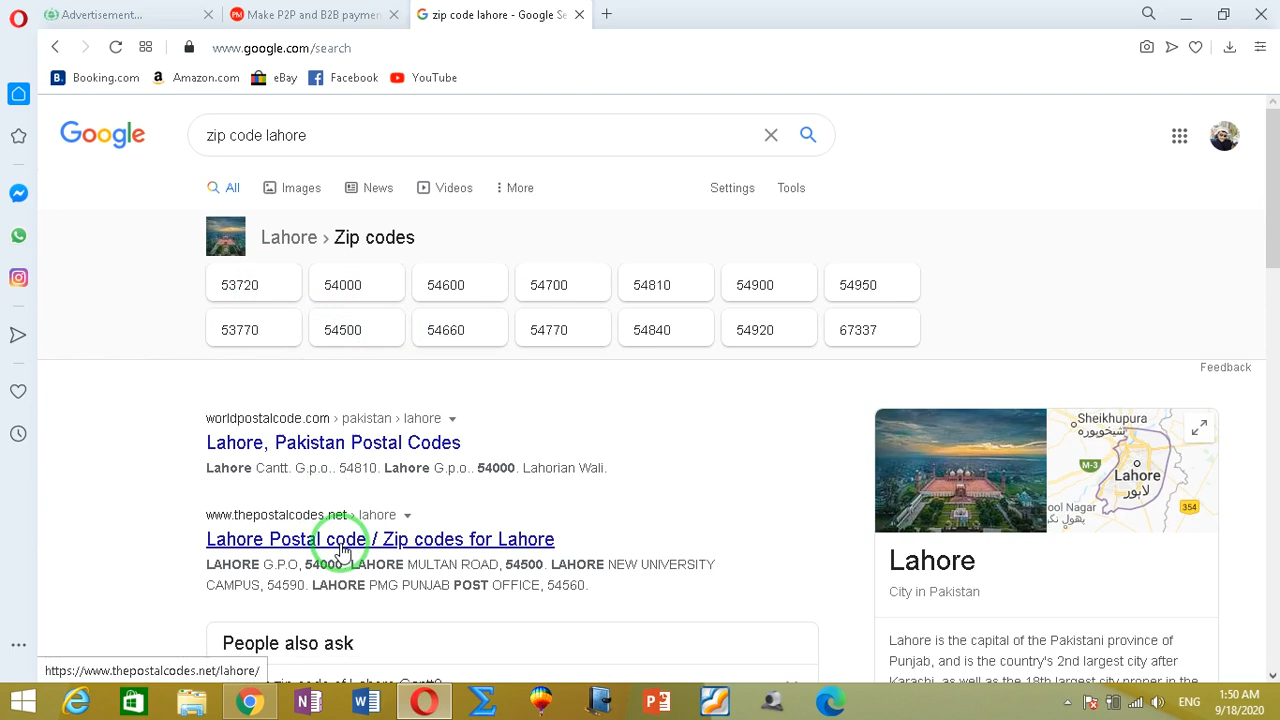 Advertisement...
Make P2P and B2B paymen
zip code lahore - Google Se
www.google.com/search
Booking.com
Amazon.com
eBay
Facebook
YouTube
Google
zip code lahore
All
Images
News
Videos
More
Settings
Tools
Lahore › Zip codes
53720
54000
54600
54700
54810
54900
54950
53770
54500
54660
54770
54840
54920
67337
Feedback
worldpostalcode.com › pakistan › lahore
Lahore, Pakistan Postal Codes
Lahore Cantt. G.p.o.. 54810. Lahore G.p.o.. 54000. Lahorian Wali.
www.thepostalcodes.net › lahore
Lahore Postal code / Zip codes for Lahore
LAHORE G.P.O, 54000. LAHORE MULTAN ROAD, 54500. LAHORE NEW UNIVERSITY
CAMPUS, 54590. LAHORE PMG PUNJAB POST OFFICE, 54560.
People also ask
Sheikhupura
شیخوپورہ
M-3
Lahore
لاہور
354
ool Nagar
پھول نگر
Lahore
City in Pakistan
Lahore is the capital of the Pakistani province of
Punjab, and is the country's 2nd largest city after
https://www.thepostalcodes.net/lahore/
ENG
1:50 AM
9/18/2020